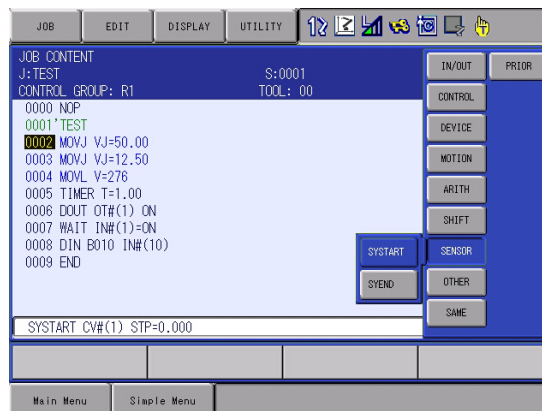 JOB EDIT DISPLAY UTILITY
JOB CONTENT
J:TEST S:0001
CONTROL GROUP: R1 TOOL: 00
0000 NOP
0001'TEST
0002 MOVJ VJ=50.00
0003 MOVJ VJ=12.50
0004 MOVL V=276
0005 TIMER T=1.00
0006 DOUT OT#(1) ON
0007 WAIT IN#(1)=ON
0008 DIN B010 IN#(10)
0009 END
SYSTART CV#(1) STP=0.000
SYSTART
SYEND
IN/OUT
CONTROL
DEVICE
MOTION
ARITH
SHIFT
SENSOR
OTHER
SAME
PRIOR
Main Menu Simple Menu